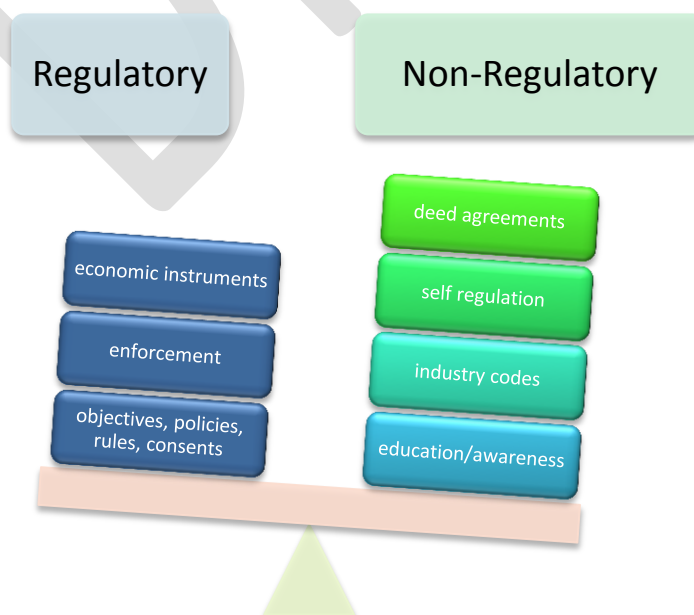 Regulatory
Non-Regulatory
economic instruments
enforcement
objectives, policies,
rules, consents
deed agreements
self regulation
industry codes
education/awareness